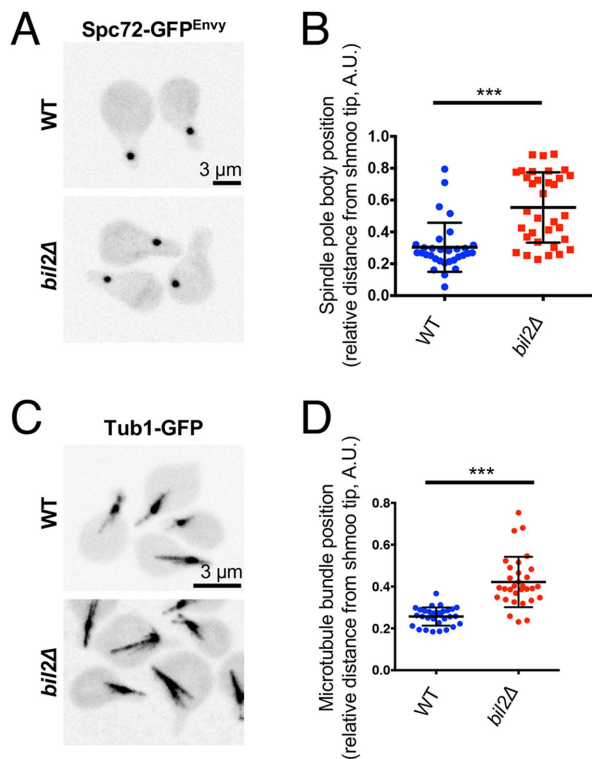 A
Spc72-GFPEnvy
WT
3 µm
bil2Δ
B
***
Spindle pole body position
(relative distance from shmoo tip, A.U.)
1.0
0.8
0.6
0.4
0.2
0.0
WT
bil2Δ
C
Tub1-GFP
WT
3 µm
bil2Δ
D
***
Microtubule bundle position
(relative distance from shmoo tip, A.U.)
0.8
0.6
0.4
0.2
0.0
WT
bil2Δ